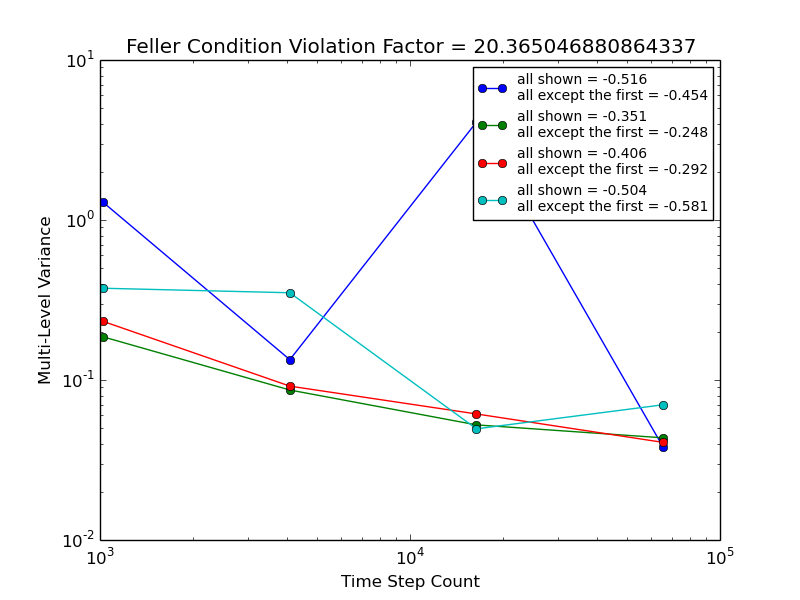 Feller Condition Violation Factor = 20.365046880864337
10^1
10^0
10^-1
10^-2
Multi-Level Variance
all shown = -0.516
all except the first = -0.454
all shown = -0.351
all except the first = -0.248
all shown = -0.406
all except the first = -0.292
all shown = -0.504
all except the first = -0.581
10^3
10^4
10^5
Time Step Count